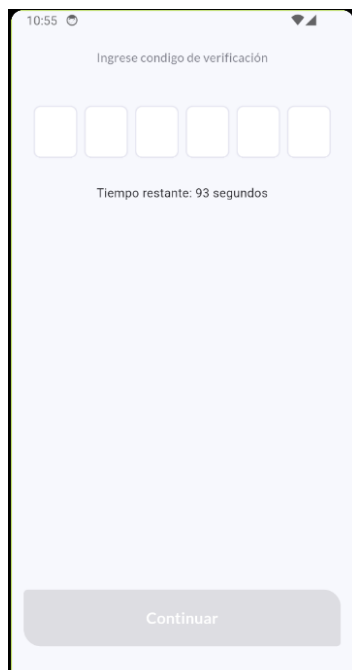 10:55
Ingrese condigo de verificación
Tiempo restante: 93 segundos
Continuar